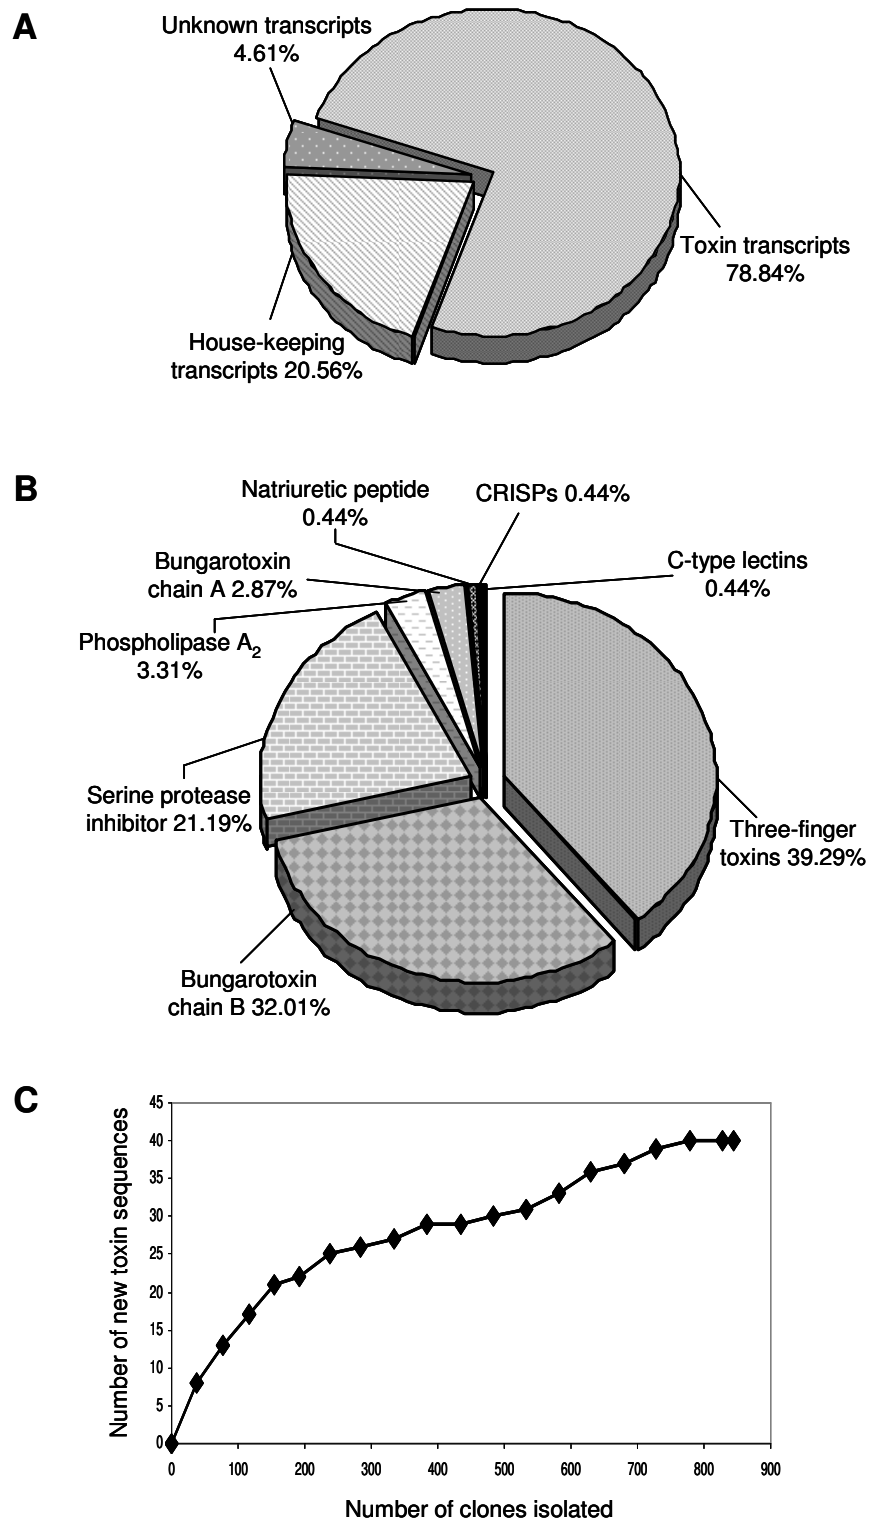 A
Unknown transcripts
4.61%
Toxin transcripts
78.84%
House-keeping
transcripts 20.56%
B
Natriuretic peptide
0.44%
CRISPs 0.44%
Bungarotoxin
chain A 2.87%
C-type lectins
0.44%
Phospholipase A2
3.31%
Serine protease
inhibitor 21.19%
Three-finger
toxins 39.29%
Bungarotoxin
chain B 32.01%
C
Number of new toxin sequences
45
40
35
30
25
20
15
10
5
0
0 100 200 300 400 500 600 700 800 900
Number of clones isolated